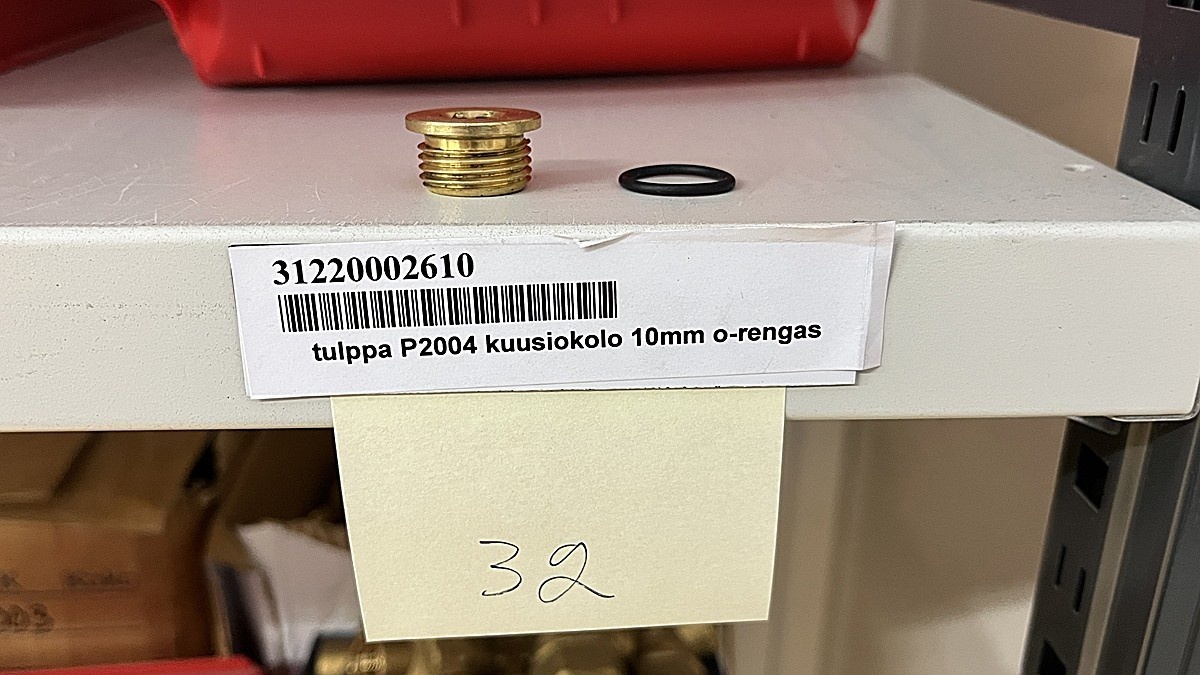 31220002610
tulppa P2004 kuusiokolo 10mm o-rengas
32